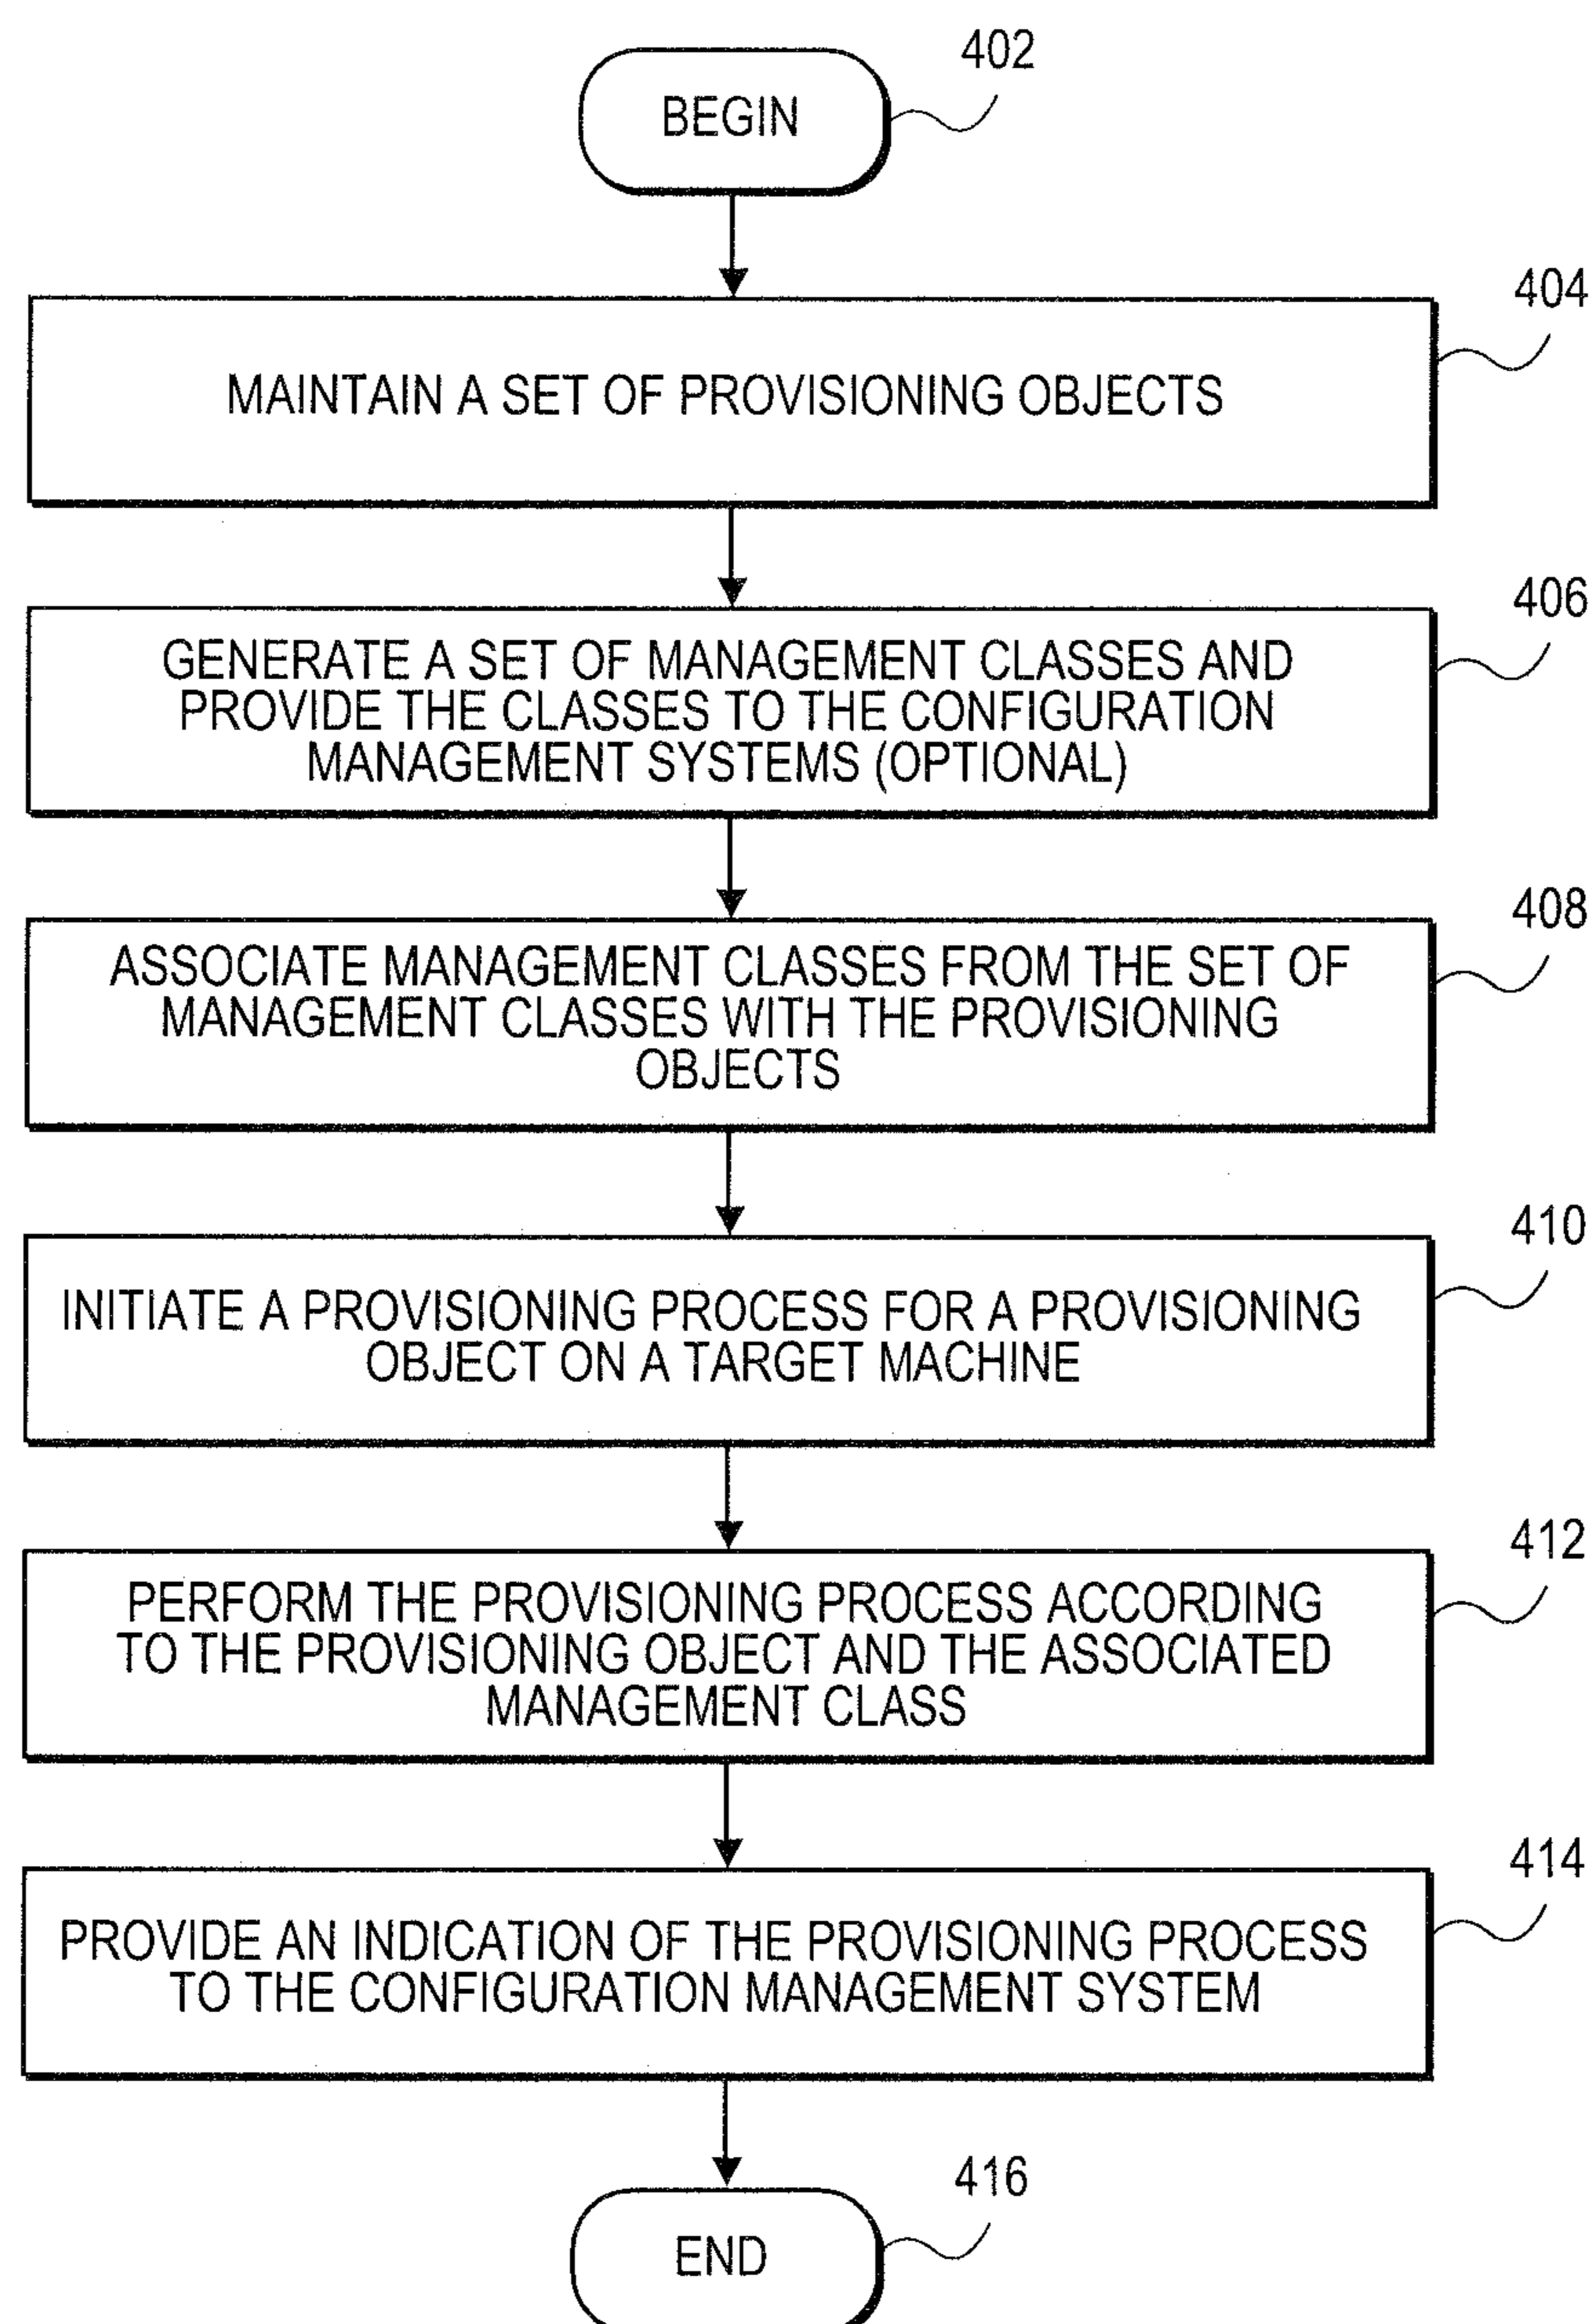 402
BEGIN
404
MAINTAIN A SET OF PROVISIONING OBJECTS
406
GENERATE A SET OF MANAGEMENT CLASSES AND
PROVIDE THE CLASSES TO THE CONFIGURATION
MANAGEMENT SYSTEMS (OPTIONAL)
408
ASSOCIATE MANAGEMENT CLASSES FROM THE SET OF
MANAGEMENT CLASSES WITH THE PROVISIONING
OBJECTS
410
INITIATE A PROVISIONING PROCESS FOR A PROVISIONING
OBJECT ON A TARGET MACHINE
412
PERFORM THE PROVISIONING PROCESS ACCORDING
TO THE PROVISIONING OBJECT AND THE ASSOCIATED
MANAGEMENT CLASS
414
PROVIDE AN INDICATION OF THE PROVISIONING PROCESS
TO THE CONFIGURATION MANAGEMENT SYSTEM
416
END